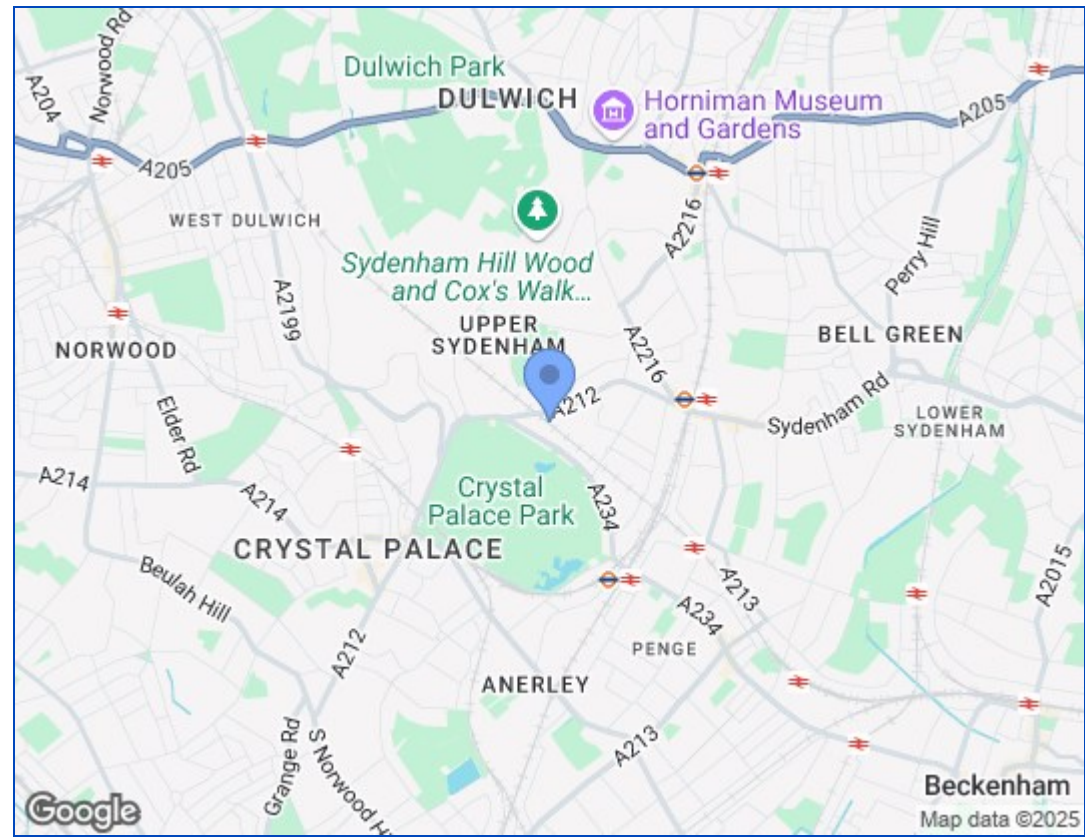 Norwood Rd
A204
Dulwich Park
DULWICH
Horniman Museum
and Gardens
A205
A205
WEST DULWICH
A2216
Perry Hill
Sydenham Hill Wood
and Cox's Walk...
A2199
UPPER
SYDENHAM
A2216
BELL GREEN
NORWOOD
A212
Sydenham Rd
LOWER
SYDENHAM
Elder Rd
A214
A214
Crystal
Palace Park
A234
CRYSTAL PALACE
Beulah Hill
A213
A2015
A234
A212
PENGE
ANERLEY
Grange Rd
S Norwood Hi
A213
Beckenham
Google
Map data ©2025